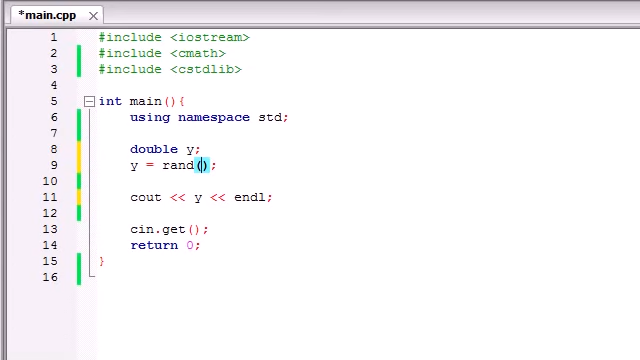 *main.cpp
1 #include <iostream>
2 #include <cmath>
3 #include <cstdlib>
4
5 int main(){
6 using namespace std;
7
8 double y;
9 y = rand();
10
11 cout << y << endl;
12
13 cin.get();
14 return 0;
15 }
16